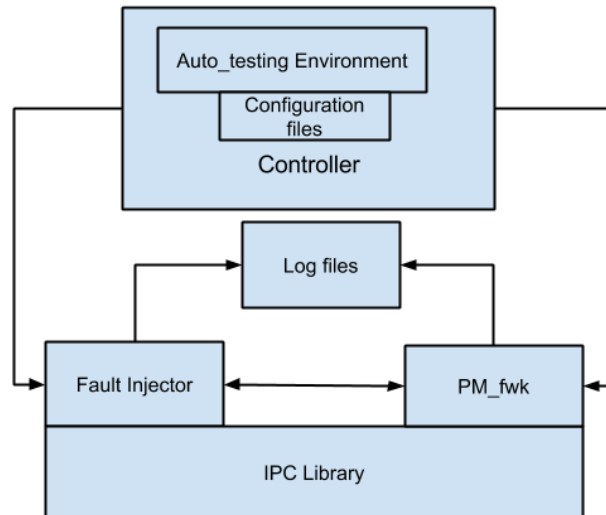 Auto_testing Environment
Configuration
files
Controller
Log files
Fault Injector
PM_fwk
IPC Library